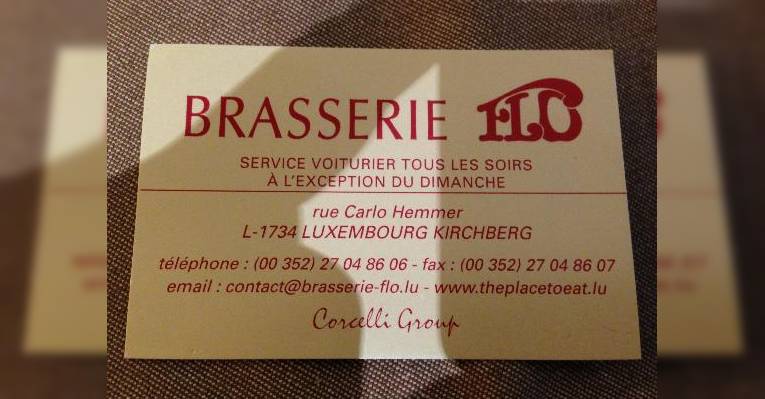 BRASSERIE FLO
SERVICE VOITURIER TOUS LES SOIRS
À L'EXCEPTION DU DIMANCHE
rue Carlo Hemmer
L-1734 LUXEMBOURG KIRCHBERG
téléphone : (00 352) 27 04 86 06 - fax : (00 352) 27 04 86 07
email : contact@brasserie-flo.lu - www.theplacetoeat.lu
Corcelli Group